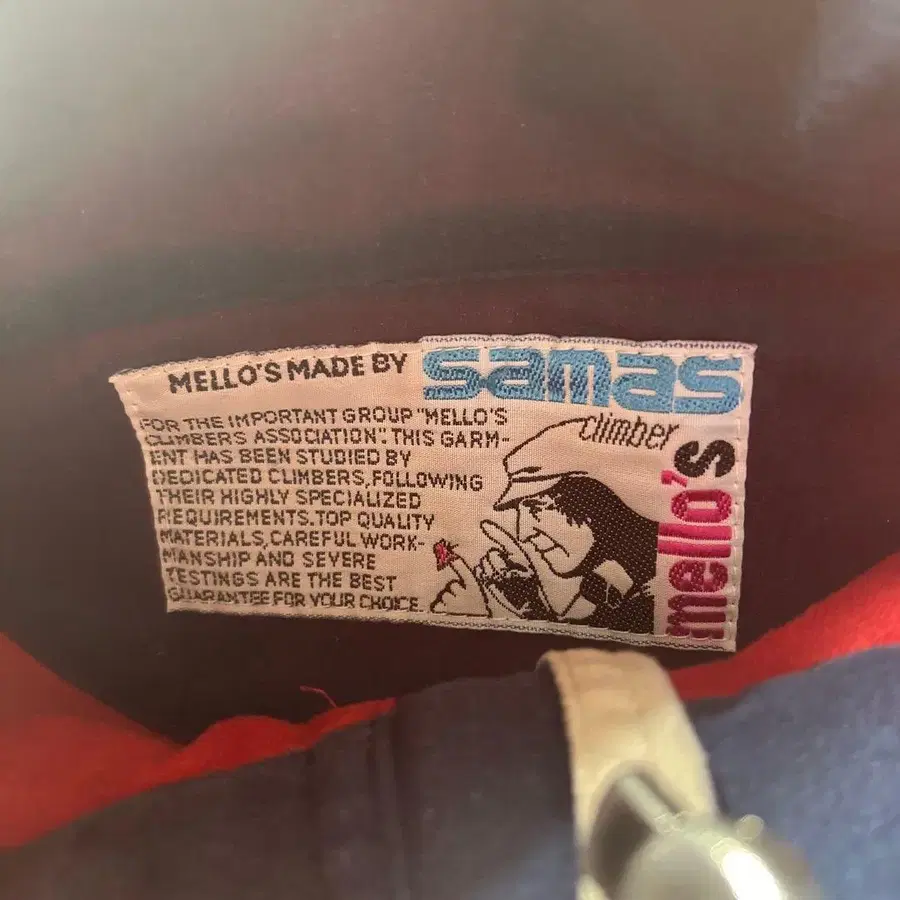 MELLO'S MADE BY samas
FOR THE IMPORTANT GROUP "MELLO'S
CLIMBERS ASSOCIATION". THIS GARM-
ENT HAS BEEN STUDIED BY
DEDICATED CLIMBERS, FOLLOWING
THEIR HIGHLY SPECIALIZED
REQUIREMENTS. TOP QUALITY
MATERIALS, CAREFUL WORK-
MANSHIP AND SEVERE
TESTINGS ARE THE BEST
GUARANTEE FOR YOUR CHOICE.
climber
mello's